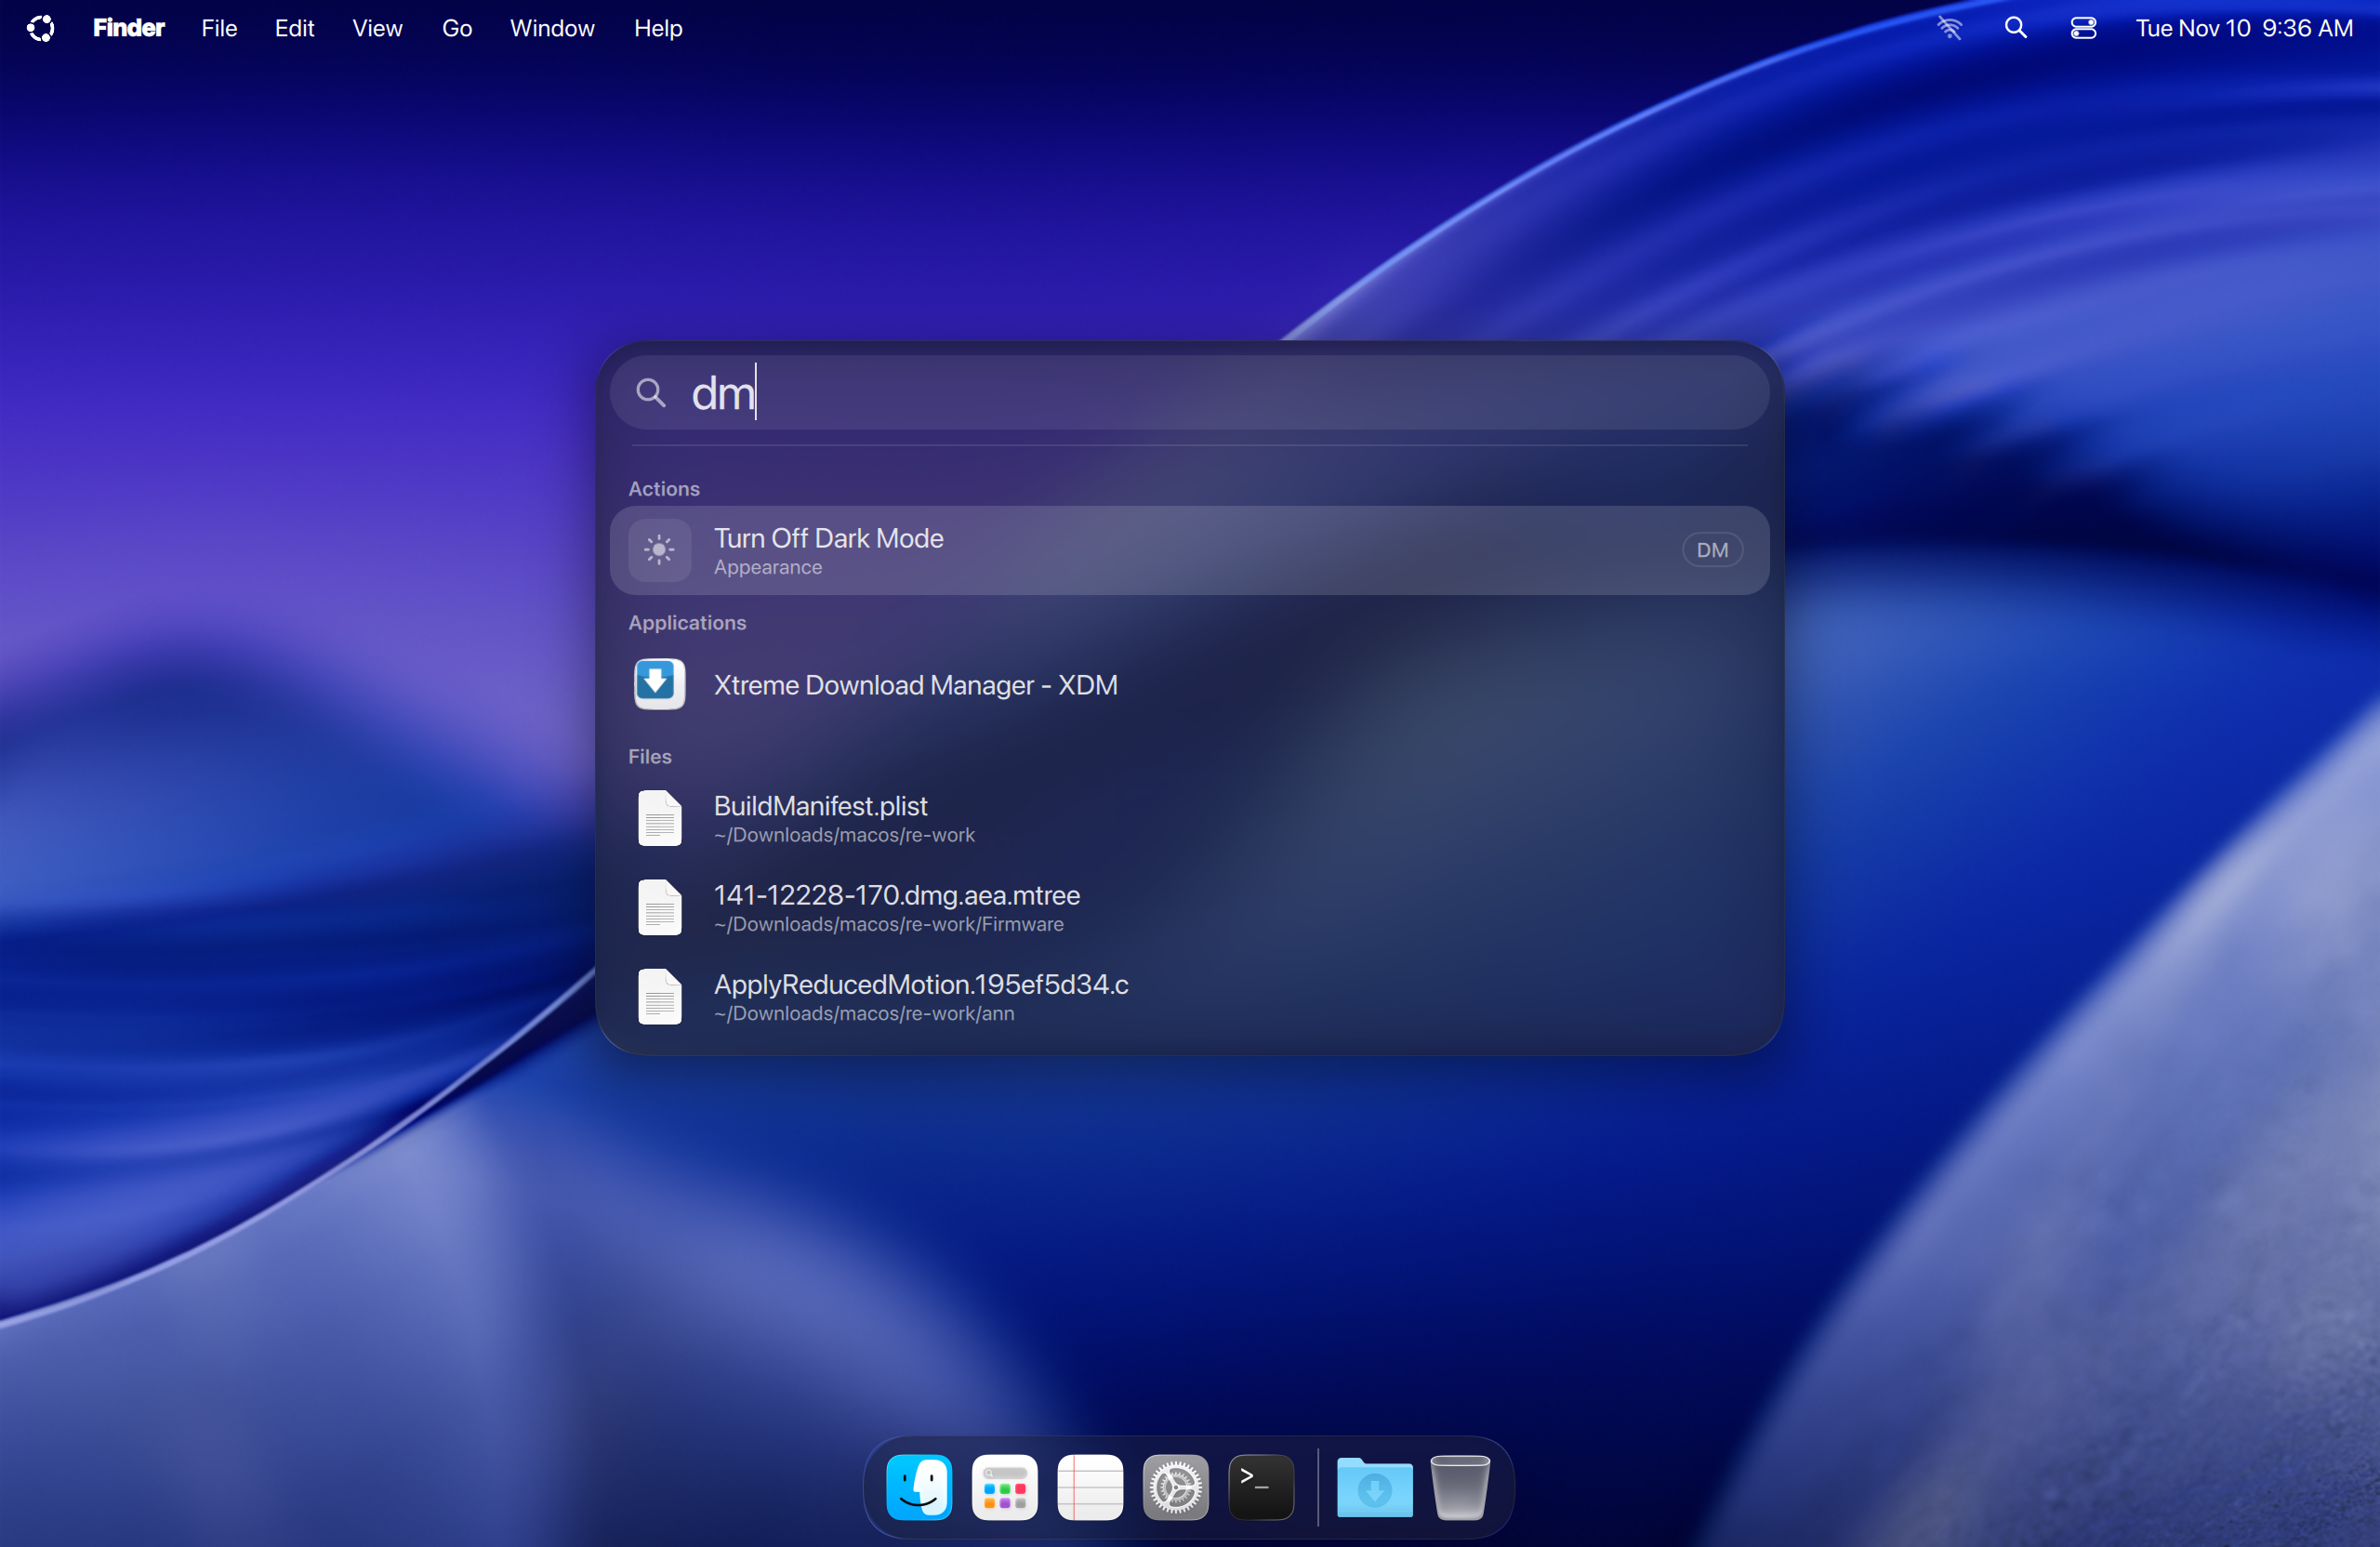 Finder File Edit View Go Window Help Tue Nov 10 9:36 AM
dm
Actions
Turn Off Dark Mode DM
Appearance
Applications
Xtreme Download Manager - XDM
Files
BuildManifest.plist
~/Downloads/macos/re-work
141-12228-170.dmg.aea.mtree
~/Downloads/macos/re-work/Firmware
ApplyReducedMotion.195ef5d34.c
~/Downloads/macos/re-work/ann
>_